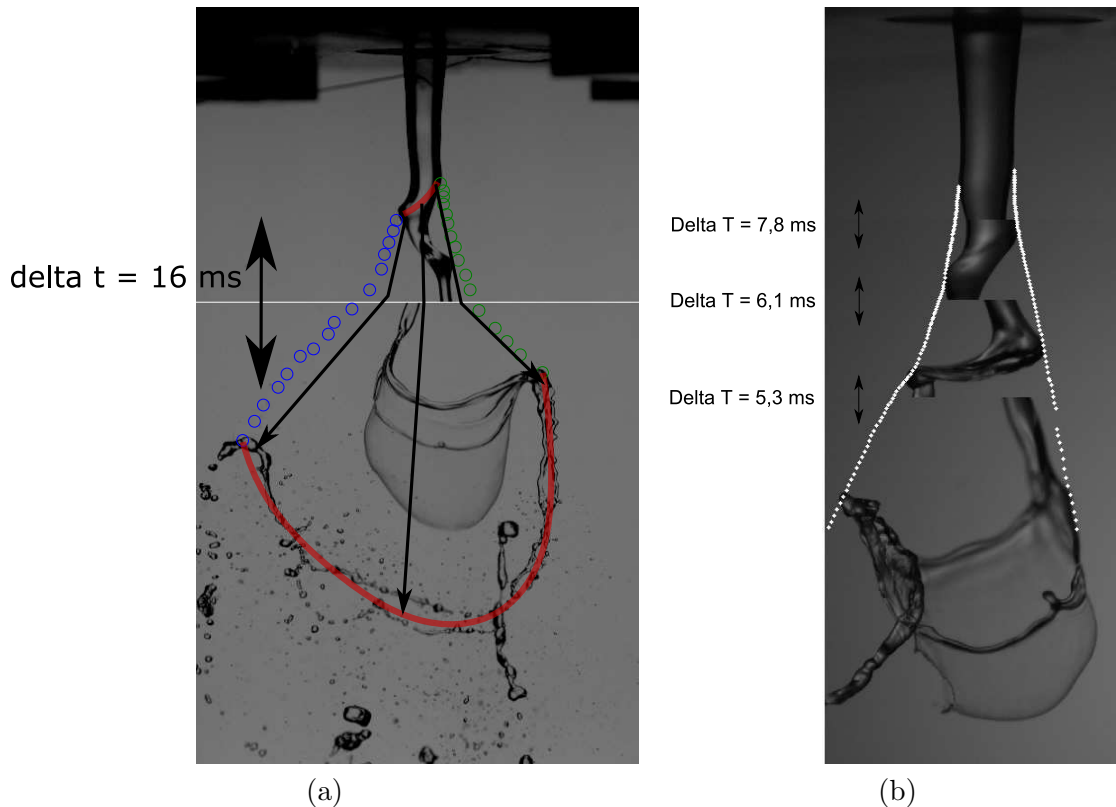 delta t = 16 ms
Delta T = 7,8 ms
Delta T = 6,1 ms
Delta T = 5,3 ms
(a)
(b)